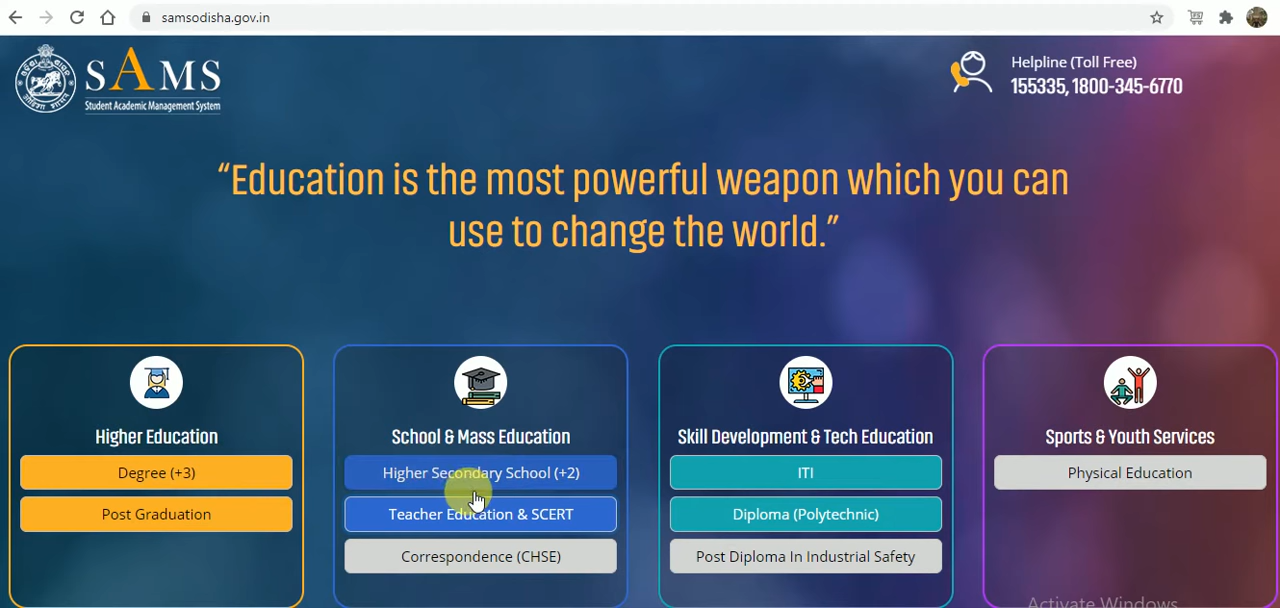 samsodisha.gov.in
SAMS
Student Academic Management System
Helpline (Toll Free)
155335, 1800-345-6770
“Education is the most powerful weapon which you can
use to change the world.”
Higher Education
Degree (+3)
Post Graduation
School & Mass Education
Higher Secondary School (+2)
Teacher Education & SCERT
Correspondence (CHSE)
Skill Development & Tech Education
ITI
Diploma (Polytechnic)
Post Diploma In Industrial Safety
Sports & Youth Services
Physical Education
Activate Windows